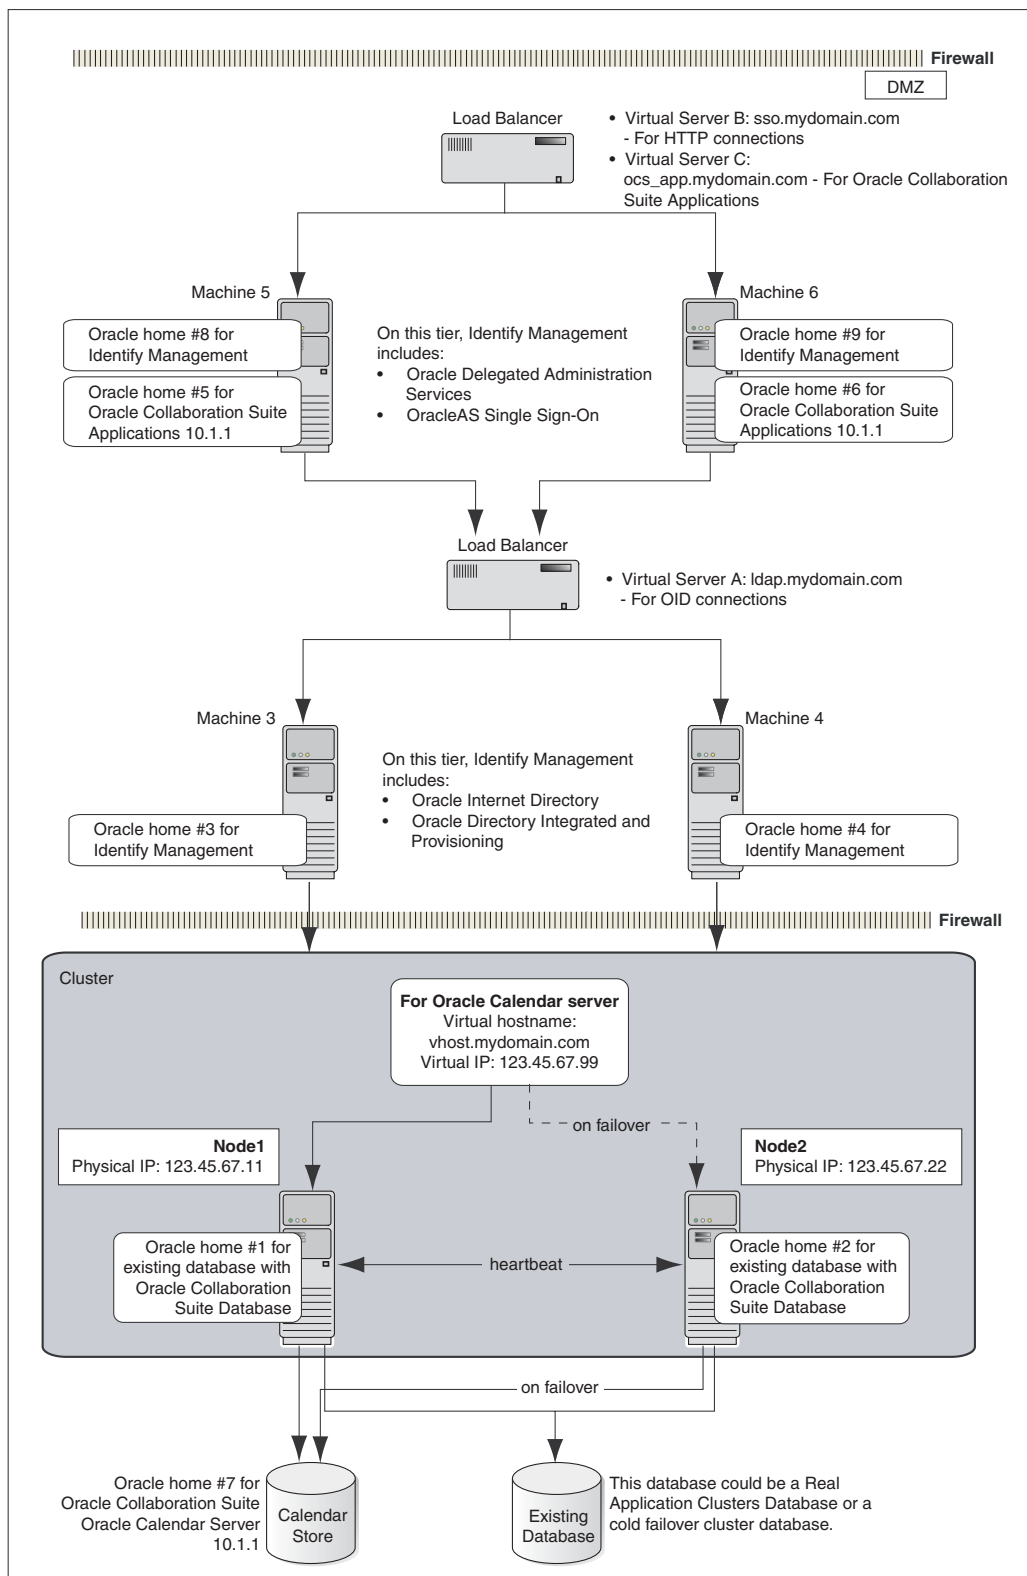 Firewall
DMZ
Load Balancer
• Virtual Server B: sso.mydomain.com
- For HTTP connections
• Virtual Server C:
ocs_app.mydomain.com - For Oracle Collaboration
Suite Applications
Machine 5
Machine 6
Oracle home #8 for
Identify Management
Oracle home #5 for
Oracle Collaboration Suite
Applications 10.1.1
On this tier, Identify Management
includes:
• Oracle Delegated Administration
Services
• OracleAS Single Sign-On
Oracle home #9 for
Identify Management
Oracle home #6 for
Oracle Collaboration Suite
Applications 10.1.1
Load Balancer
• Virtual Server A: ldap.mydomain.com
- For OID connections
Machine 3
Machine 4
On this tier, Identify Management
includes:
• Oracle Internet Directory
• Oracle Directory Integrated and
Provisioning
Oracle home #3 for
Identify Management
Oracle home #4 for
Identify Management
Firewall
Cluster
For Oracle Calendar server
Virtual hostname:
vhost.mydomain.com
Virtual IP: 123.45.67.99
on failover
Node1
Physical IP: 123.45.67.11
Node2
Physical IP: 123.45.67.22
Oracle home #1 for
existing database with
Oracle Collaboration
Suite Database
heartbeat
Oracle home #2 for
existing database with
Oracle Collaboration
Suite Database
on failover
Oracle home #7 for
Oracle Collaboration Suite
Oracle Calendar Server
10.1.1
Calendar
Store
Existing
Database
This database could be a Real
Application Clusters Database or a
cold failover cluster database.